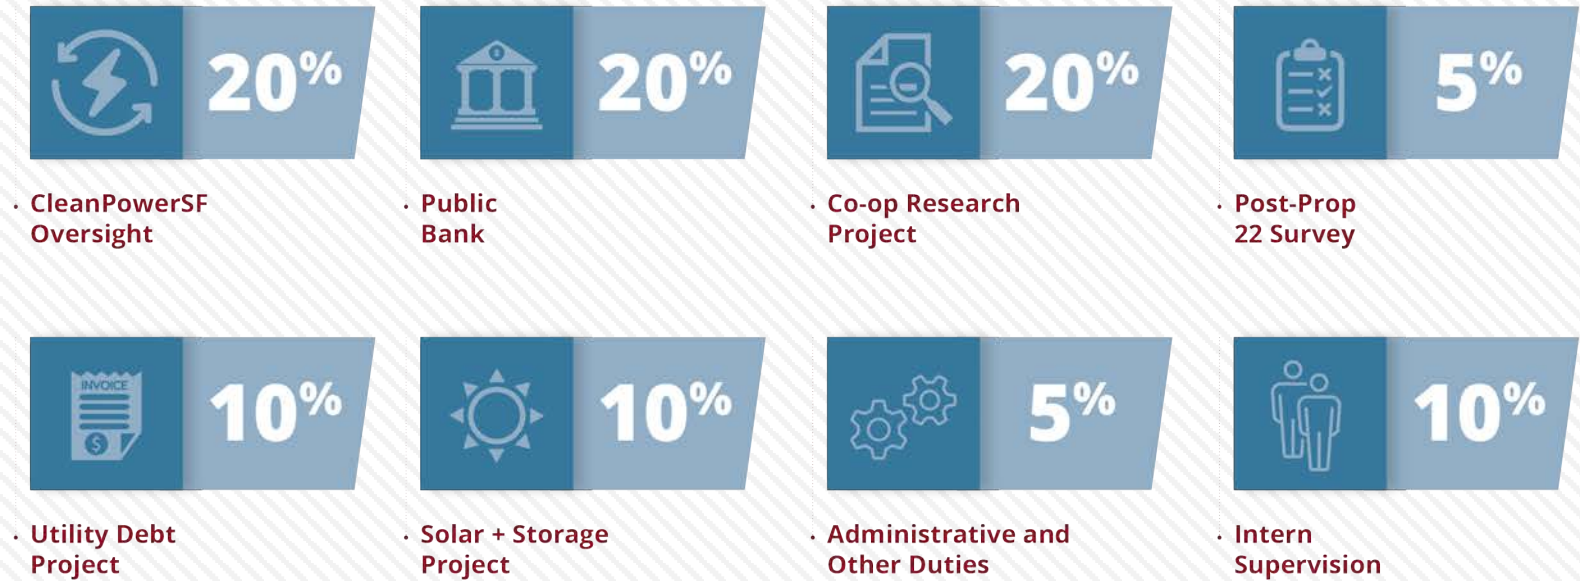 20%
20%
20%
5%
· CleanPowerSF
Oversight
· Public
Bank
· Co-op Research
Project
· Post-Prop
22 Survey
INVOICE
$
10%
10%
5%
10%
· Utility Debt
Project
· Solar + Storage
Project
· Administrative and
Other Duties
· Intern
Supervision